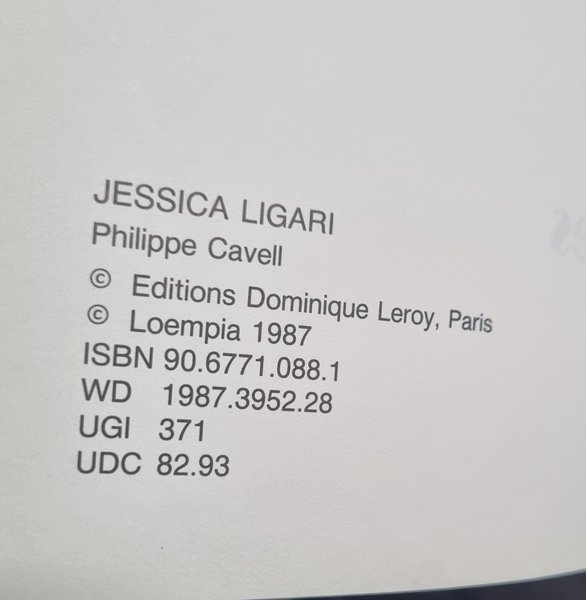 JESSICA LIGARI
Philippe Cavell
© Editions Dominique Leroy, Paris
© Loempia 1987
ISBN 90.6771.088.1
WD 1987.3952.28
UGI 371
UDC 82.93